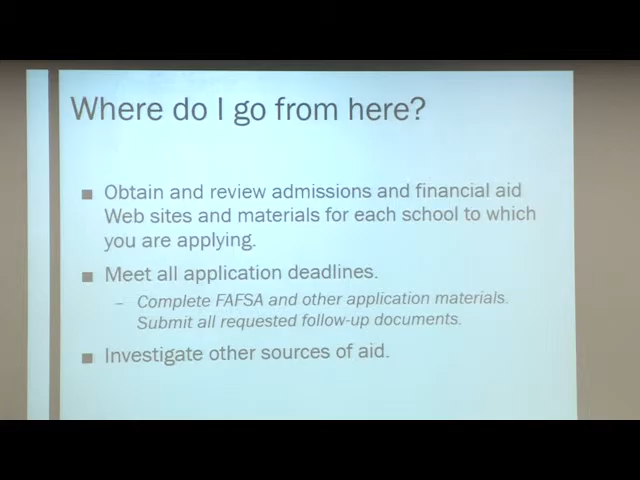 Where do I go from here?
■ Obtain and review admissions and financial aid
Web sites and materials for each school to which
you are applying.
■ Meet all application deadlines.
– Complete FAFSA and other application materials.
Submit all requested follow-up documents.
■ Investigate other sources of aid.